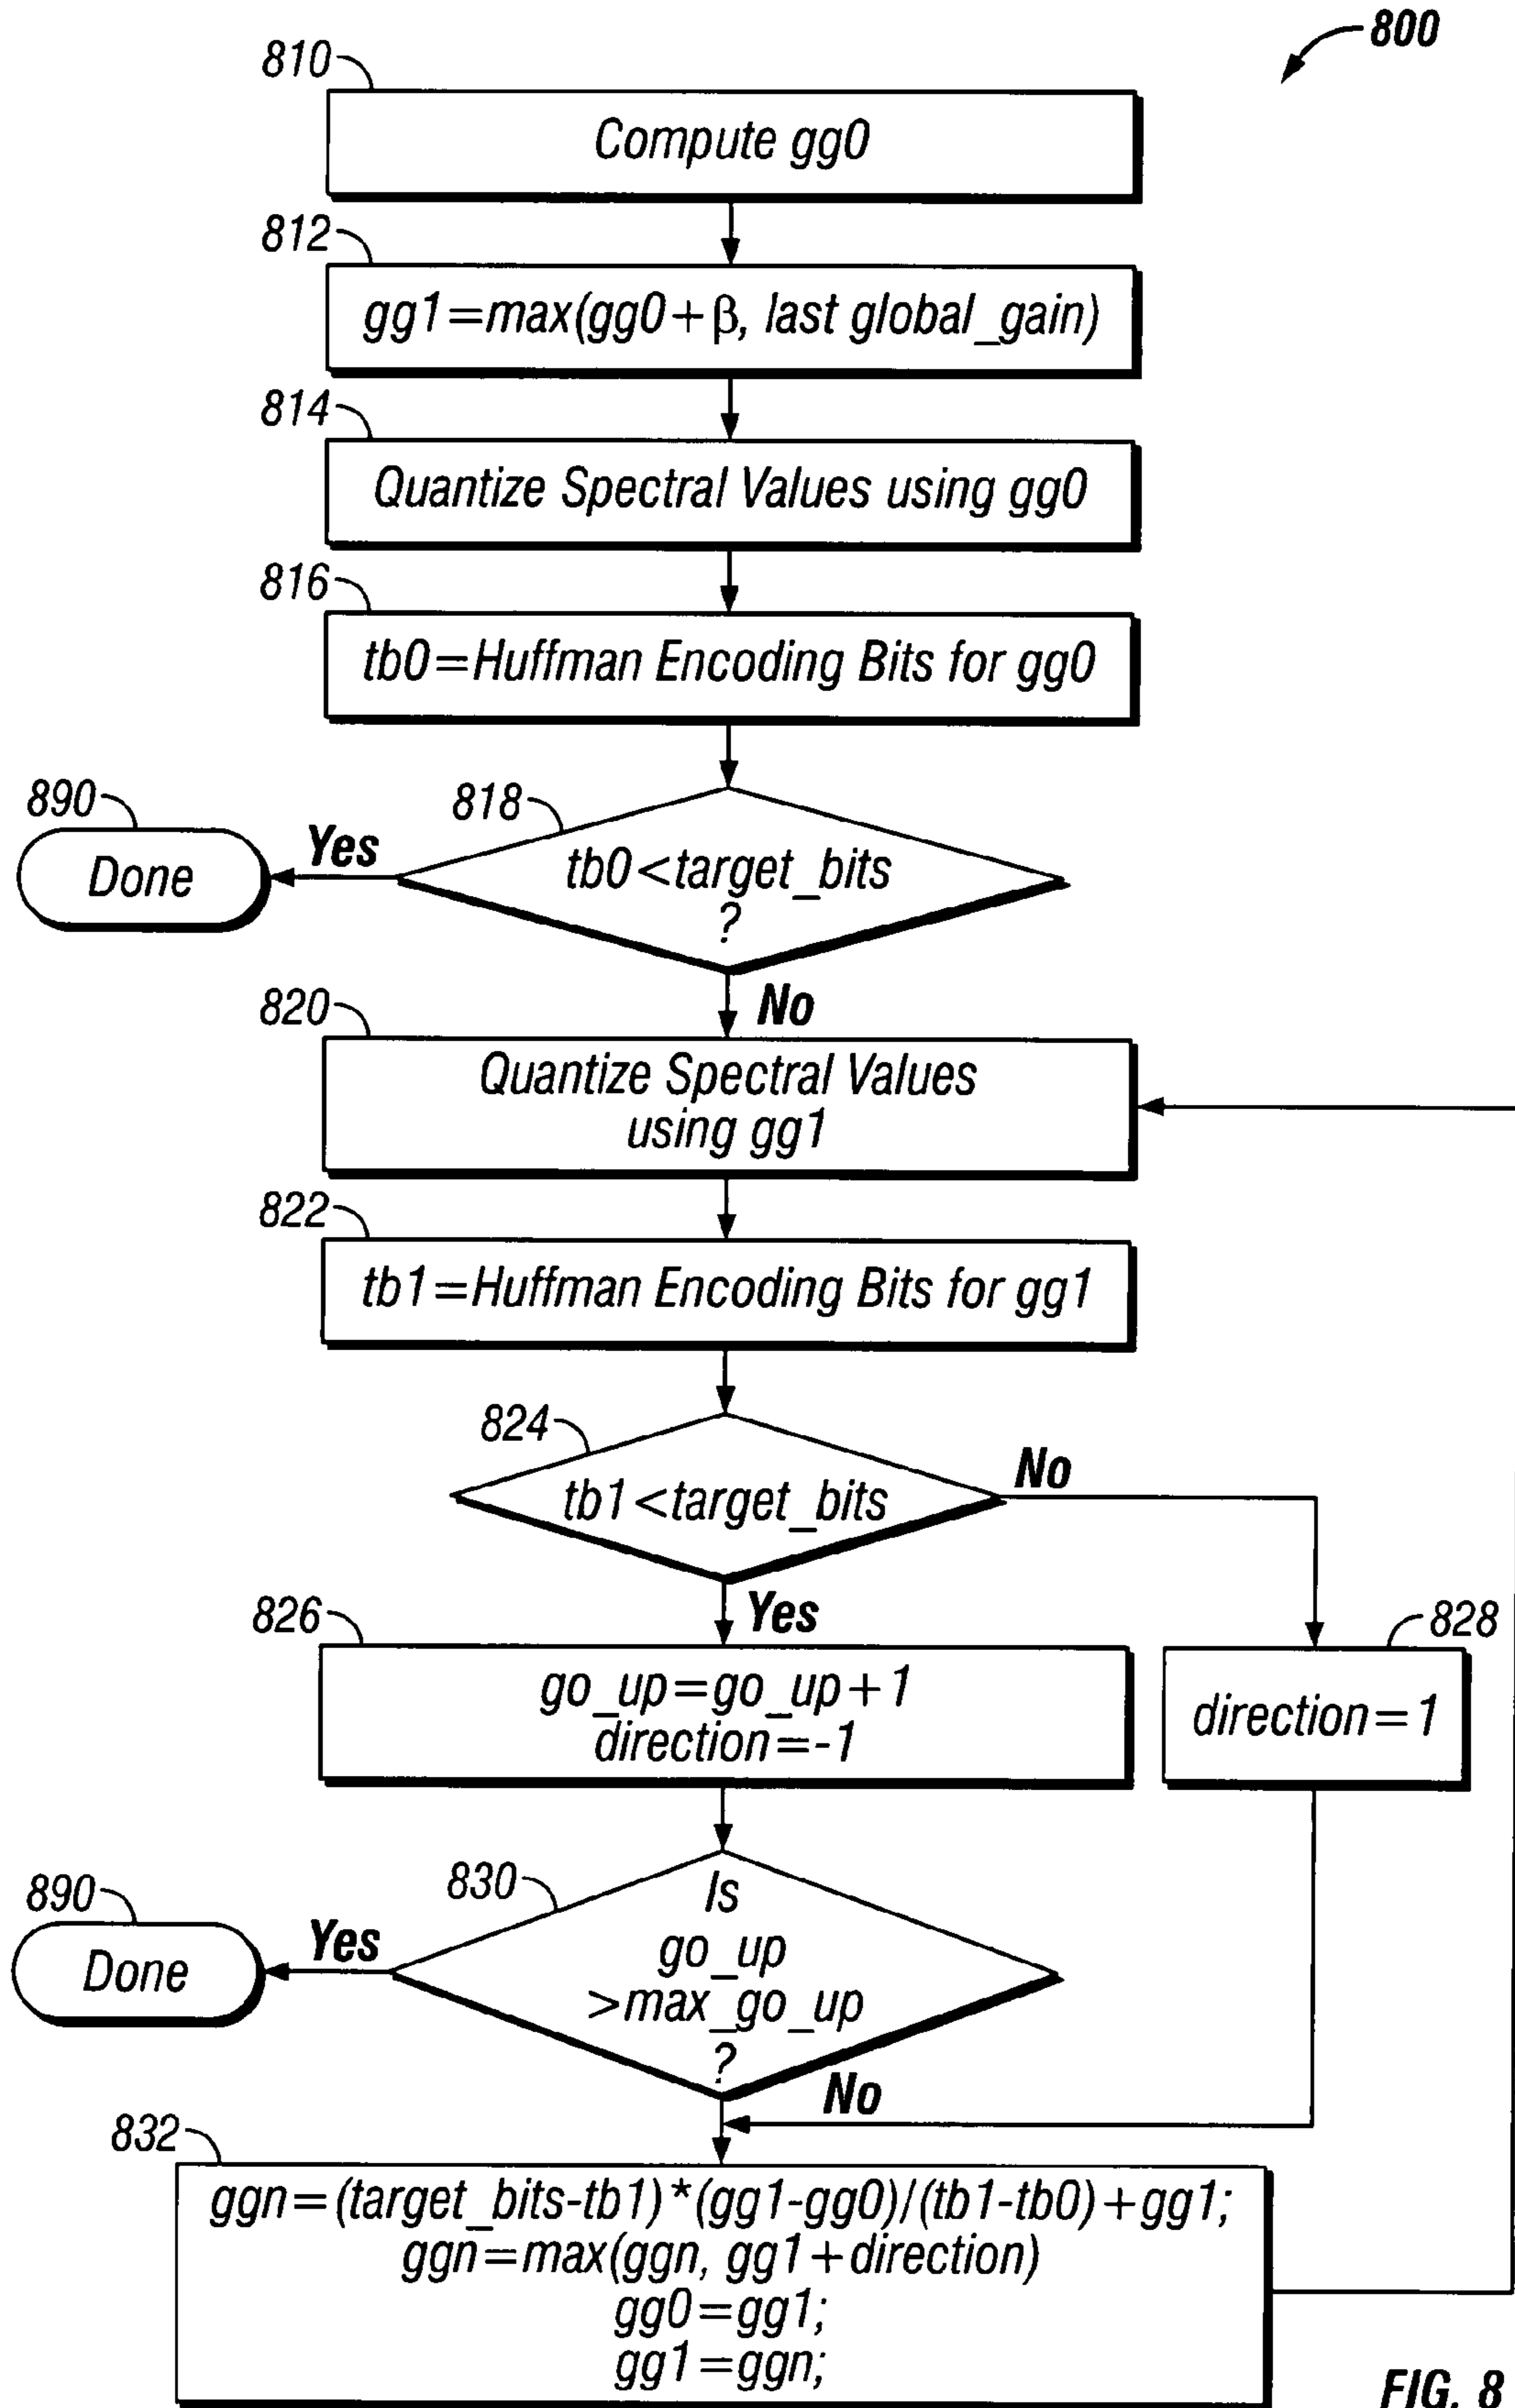 800
810
Compute gg0
812
gg1=max(gg0+β, last global_gain)
814
Quantize Spectral Values using gg0
816
tb0=Huffman Encoding Bits for gg0
890
Done
Yes
818
tb0<target_bits
?
No
820
Quantize Spectral Values
using gg1
822
tb1=Huffman Encoding Bits for gg1
824
tb1<target_bits
No
Yes
826
go_up=go_up+1
direction=-1
828
direction=1
890
Done
Yes
830
Is
go_up
>max_go_up
?
No
832
ggn=(target_bits-tb1)*(gg1-gg0)/(tb1-tb0)+gg1;
ggn=max(ggn, gg1+direction)
gg0=gg1;
gg1=ggn;
FIG. 8